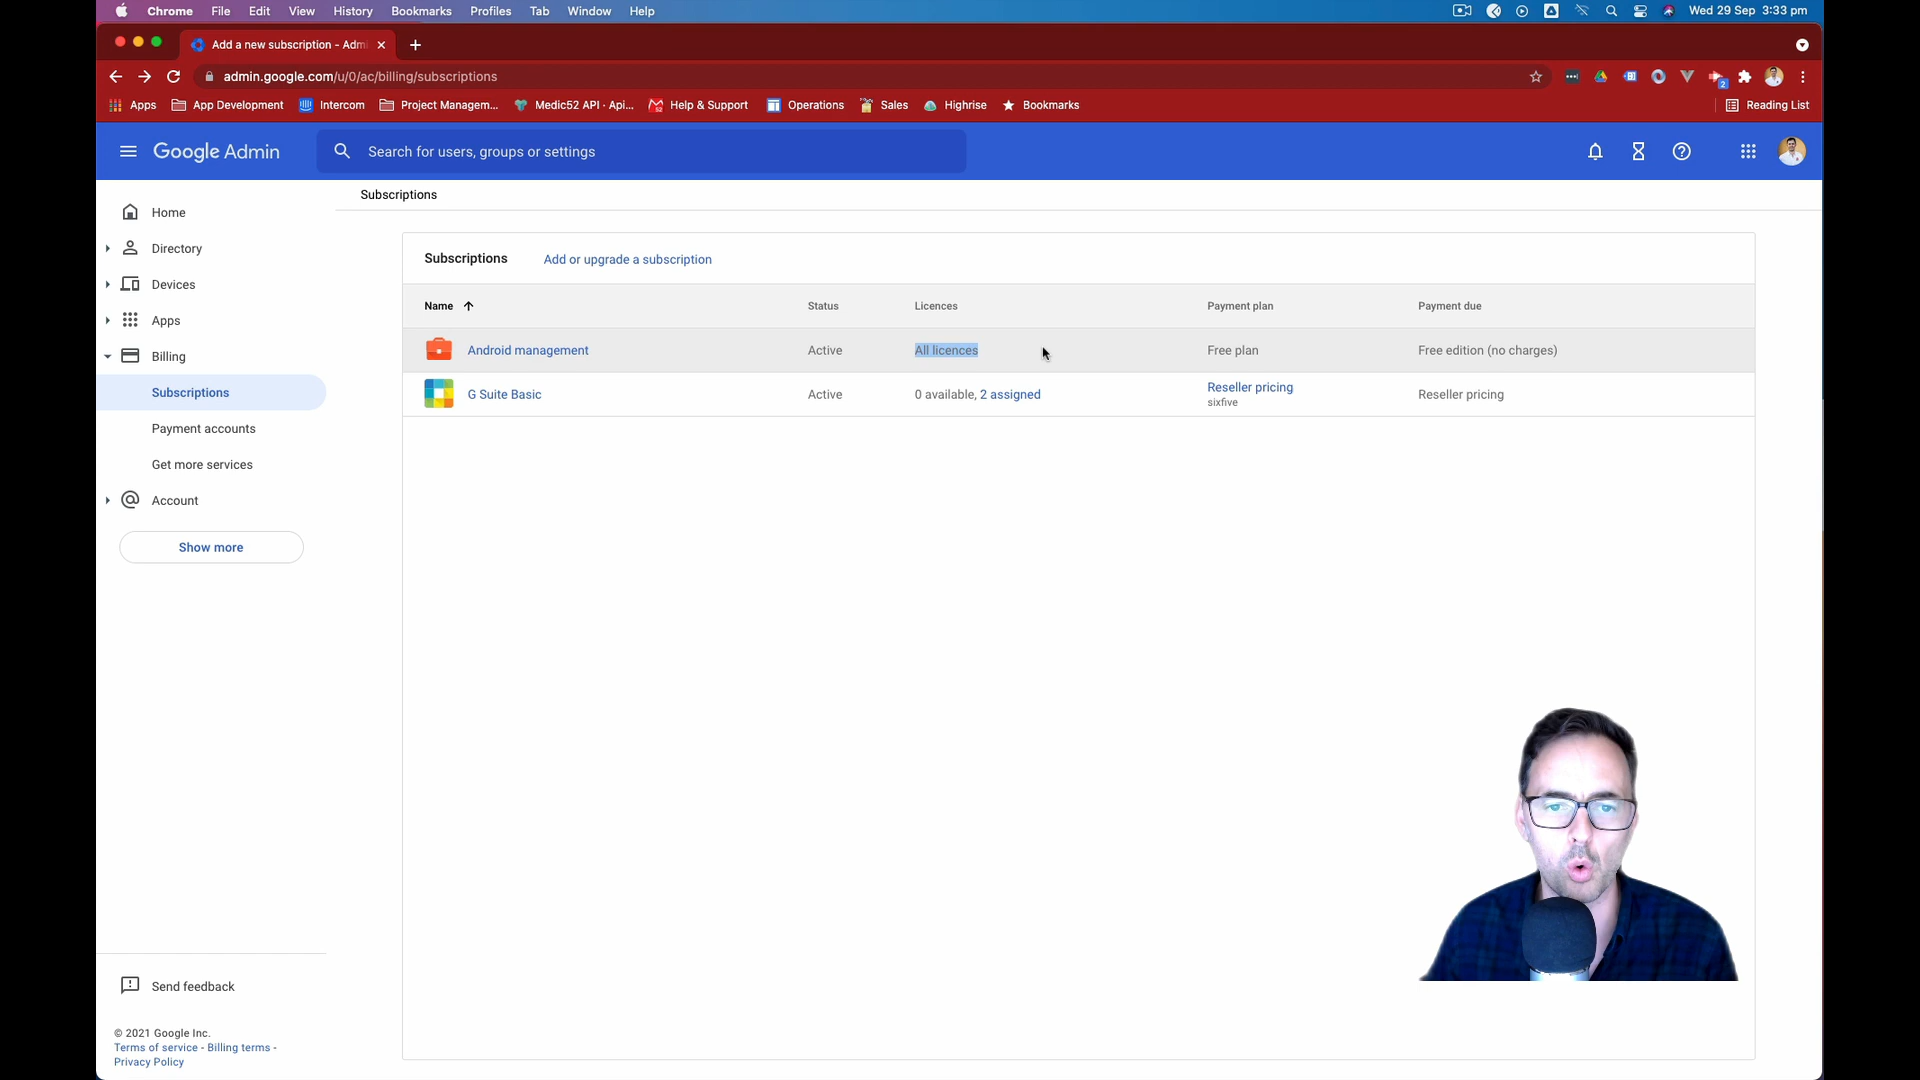 Chrome File Edit View History Bookmarks Profiles Tab Window Help
Wed 29 Sep 3:33 pm
Add a new subscription - Adm
admin.google.com/u/0/ac/billing/subscriptions
2
Apps App Development Intercom Project Managem... Medic52 API · Api... Help & Support Operations Sales Highrise Bookmarks Reading List
Google Admin
Search for users, groups or settings
Subscriptions
Home
Directory
Devices
Apps
Billing
Subscriptions
Payment accounts
Get more services
Account
Show more
Subscriptions Add or upgrade a subscription
Name Status Licences Payment plan Payment due
Android management Active All licences Free plan Free edition (no charges)
G Suite Basic Active 0 available, 2 assigned Reseller pricing Reseller pricing
sixfive
Send feedback
© 2021 Google Inc.
Terms of service - Billing terms -
Privacy Policy